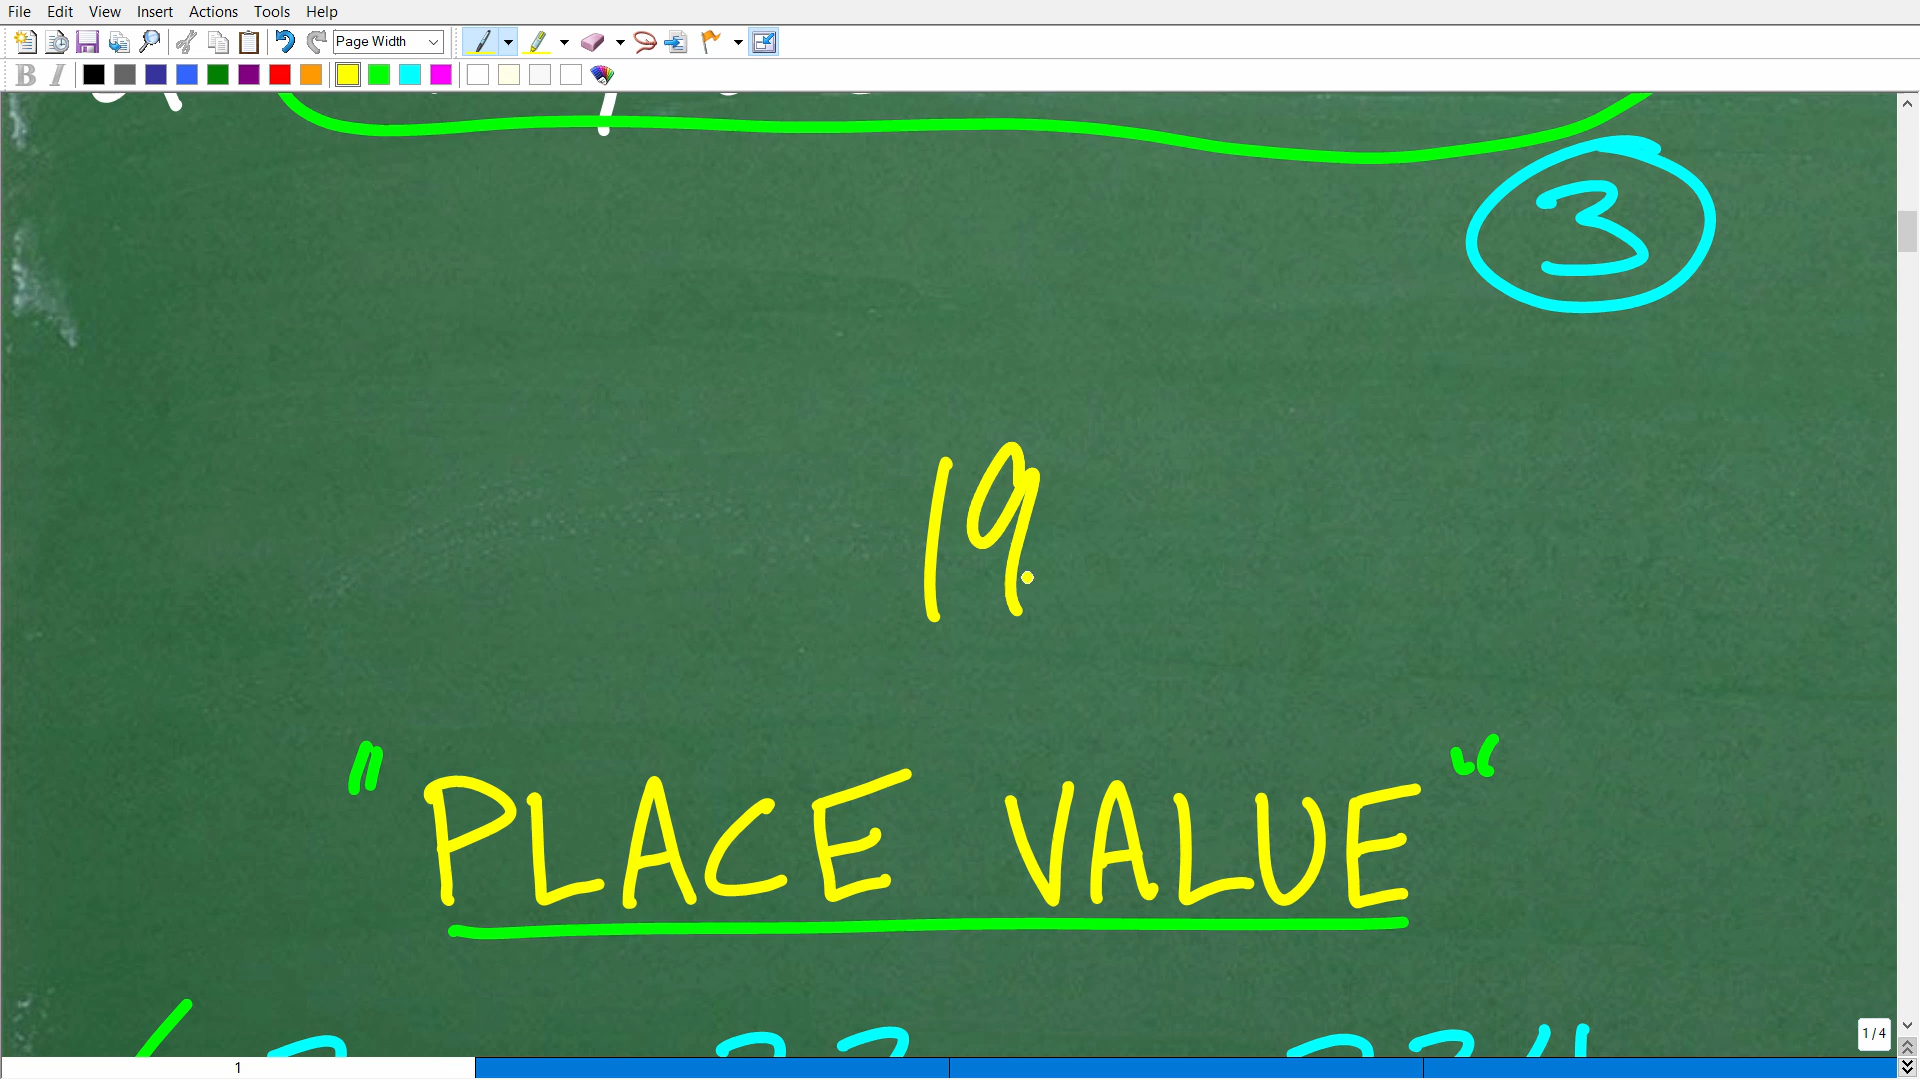 File Edit View Insert Actions Tools Help
Page Width
B I
3
19
"PLACE VALUE"
1/4
1